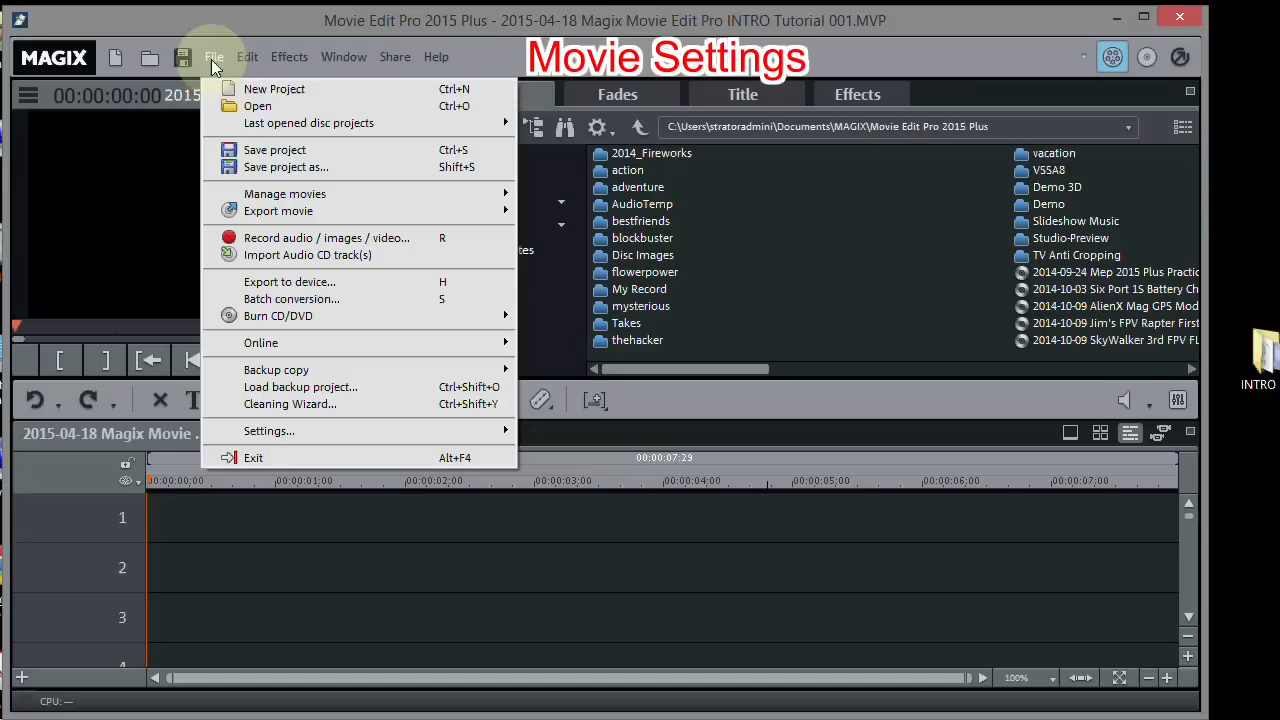 Movie Edit Pro 2015 Plus - 2015-04-18 Magix Movie Edit Pro INTRO Tutorial 001.MVP
MAGIX
File Edit Effects Window Share Help
Movie Settings
00:00:00:00 2015
Fades Title Effects
C:\Users\stratoradmini\Documents\MAGIX\Movie Edit Pro 2015 Plus
New Project Ctrl+N
Open Ctrl+O
Last opened disc projects
Save project Ctrl+S
Save project as... Shift+S
Manage movies
Export movie
Record audio / images / video... R
Import Audio CD track(s)
Export to device... H
Batch conversion... S
Burn CD/DVD
Online
Backup copy
Load backup project... Ctrl+Shift+O
Cleaning Wizard... Ctrl+Shift+Y
Settings...
Exit Alt+F4
tes
2014_Fireworks
action
adventure
AudioTemp
bestfriends
blockbuster
Disc Images
flowerpower
My Record
mysterious
Takes
thehacker
vacation
VSSA8
Demo 3D
Demo
Slideshow Music
Studio-Preview
TV Anti Cropping
2014-09-24 Mep 2015 Plus Practic
2014-10-03 Six Port 1S Battery Ch
2014-10-09 AlienX Mag GPS Mod
2014-10-09 Jim's FPV Rapter First
2014-10-09 SkyWalker 3rd FPV FL
INTRO
T
2015-04-18 Magix Movie ...
00:00:07:29
00:00:00:00 00:00:01:00 00:00:02:00 00:00:03:00 00:00:04:00 00:00:05:00 00:00:06:00 00:00:07:00
1
2
3
4
100%
CPU: —